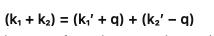 (k₁ + k₂) = (k₁′ + q) + (k₂′ − q)